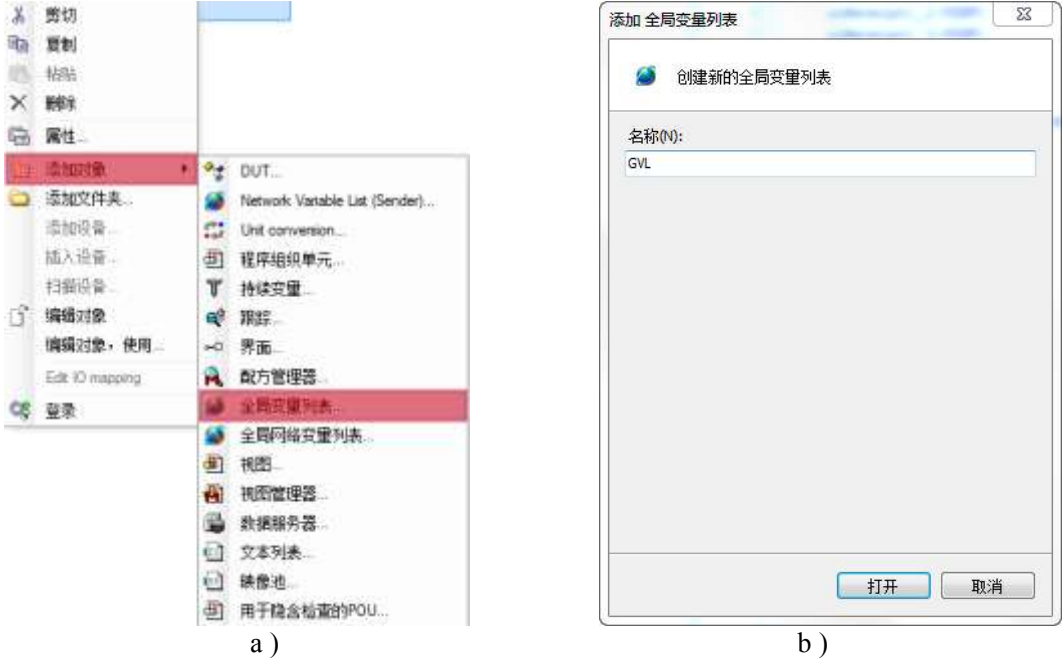 剪切
复制
粘贴
删除
属性...
添加对象
添加文件夹...
添加设备...
插入设备...
扫描设备...
编辑对象
编辑对象，使用...
Edit IO mapping
登录
DUT...
Network Variable List (Sender)...
Unit conversion...
程序组织单元...
持续变量...
跟踪...
界面...
配方管理器...
全局变量列表...
全局网络变量列表...
视图...
视图管理器...
数据服务器...
文本列表...
映像池...
用于隐含检查的POU...
a )
添加 全局变量列表
创建新的全局变量列表
名称(N):
GVL
打开
取消
b )